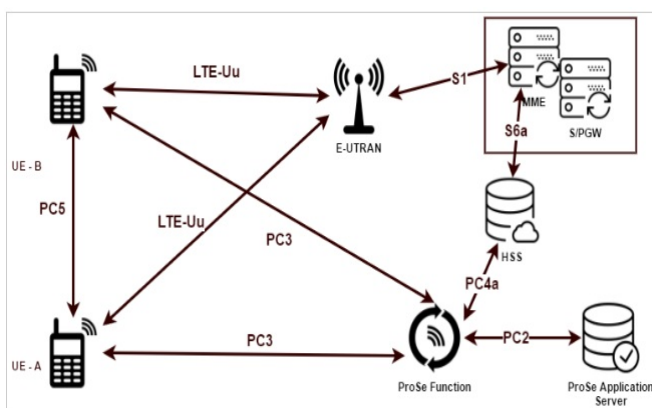 LTE-Uu
S1
MME
S/PGW
E-UTRAN
S6a
UE - B
PC5
LTE-Uu
PC3
HSS
PC4a
PC3
PC2
UE - A
ProSe Function
ProSe Application
Server